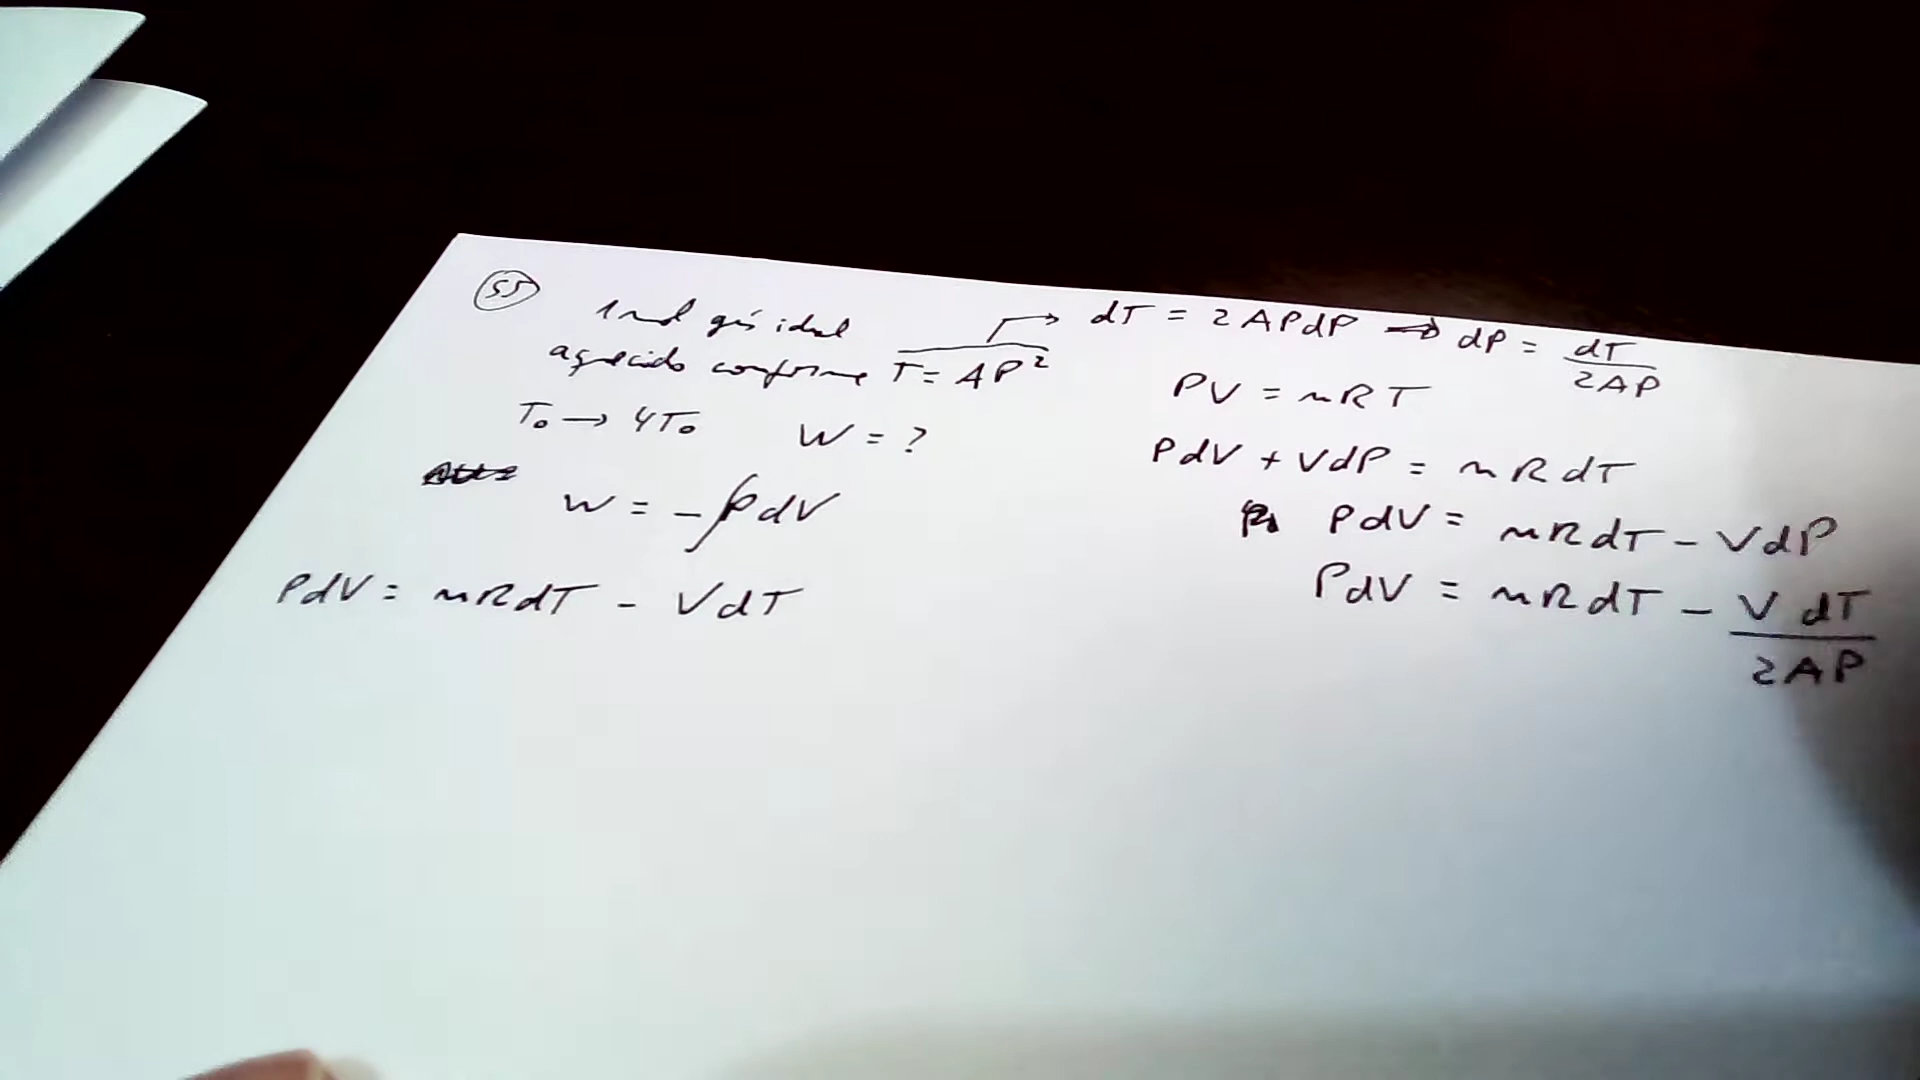 55
1 mol gás ideal
aquecido conforme T = AP²
T₀ → 4T₀ W = ?
W = -∫PdV
PdV = nRdT - VdT
→ dT = 2APdP → dP = dT/2AP
PV = nRT
PdV + VdP = nRdT
PdV = nRdT - VdP
PdV = nRdT - V dT/2AP